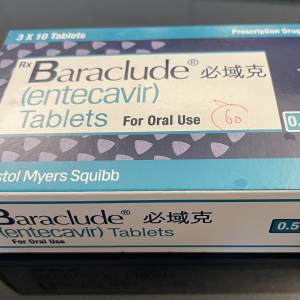 3 X 10 Tablets
Prescription Drug
Rx Baraclude® 必域克
(entecavir)
Tablets For Oral Use
60
0.
stol Myers Squibb
Baraclude® 必域克
entecavir) Tablets
0.5
For Oral Use